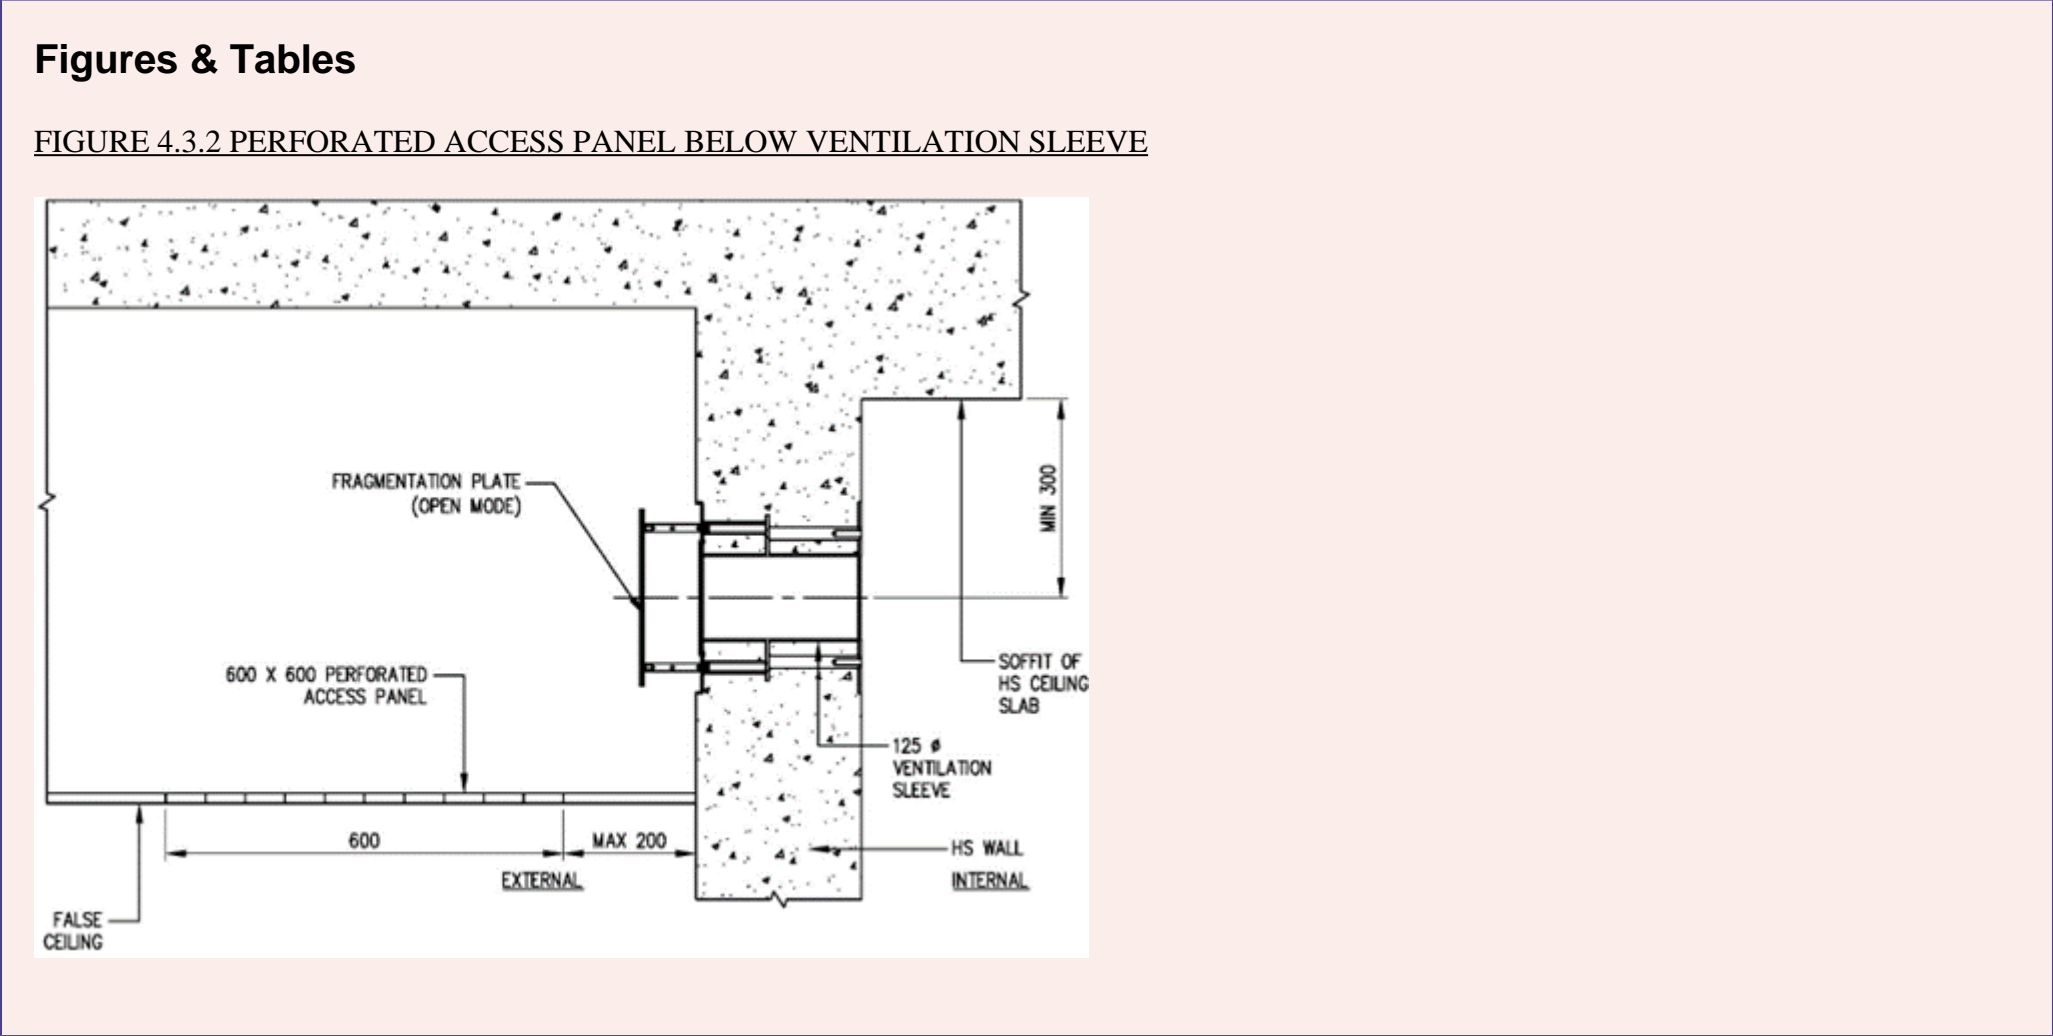 Figures & Tables
FIGURE 4.3.2 PERFORATED ACCESS PANEL BELOW VENTILATION SLEEVE
FRAGMENTATION PLATE
(OPEN MODE)
MIN 300
600 X 600 PERFORATED
ACCESS PANEL
SOFFIT OF
HS CEILING
SLAB
125 ø
VENTILATION
SLEEVE
600
MAX 200
HS WALL
EXTERNAL
INTERNAL
FALSE
CEILING